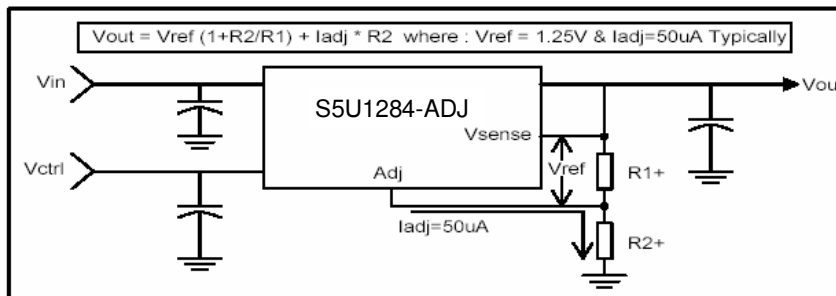 Vout = Vref (1+R2/R1) + Iadj * R2 where : Vref = 1.25V & Iadj=50uA Typically
Vin
S5U1284-ADJ
Vou
Vsense
Vctrl
Adj
Vref
R1+
Iadj=50uA
R2+